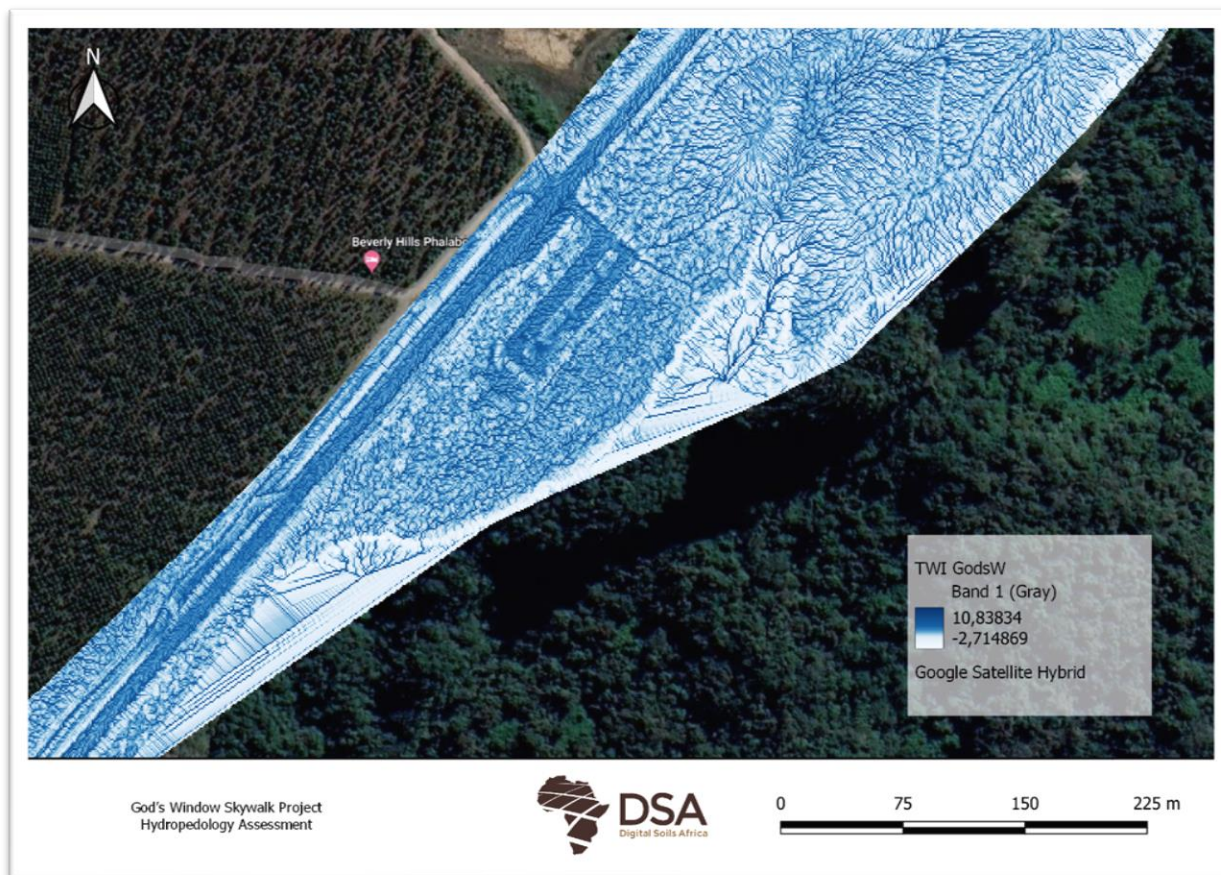 N
Beverly Hills Phalabo
TWI GodsW
Band 1 (Gray)
10,83834
-2,714869
Google Satellite Hybrid
God's Window Skywalk Project
Hydropedology Assessment
DSA
Digital Soils Africa
0 75 150 225 m